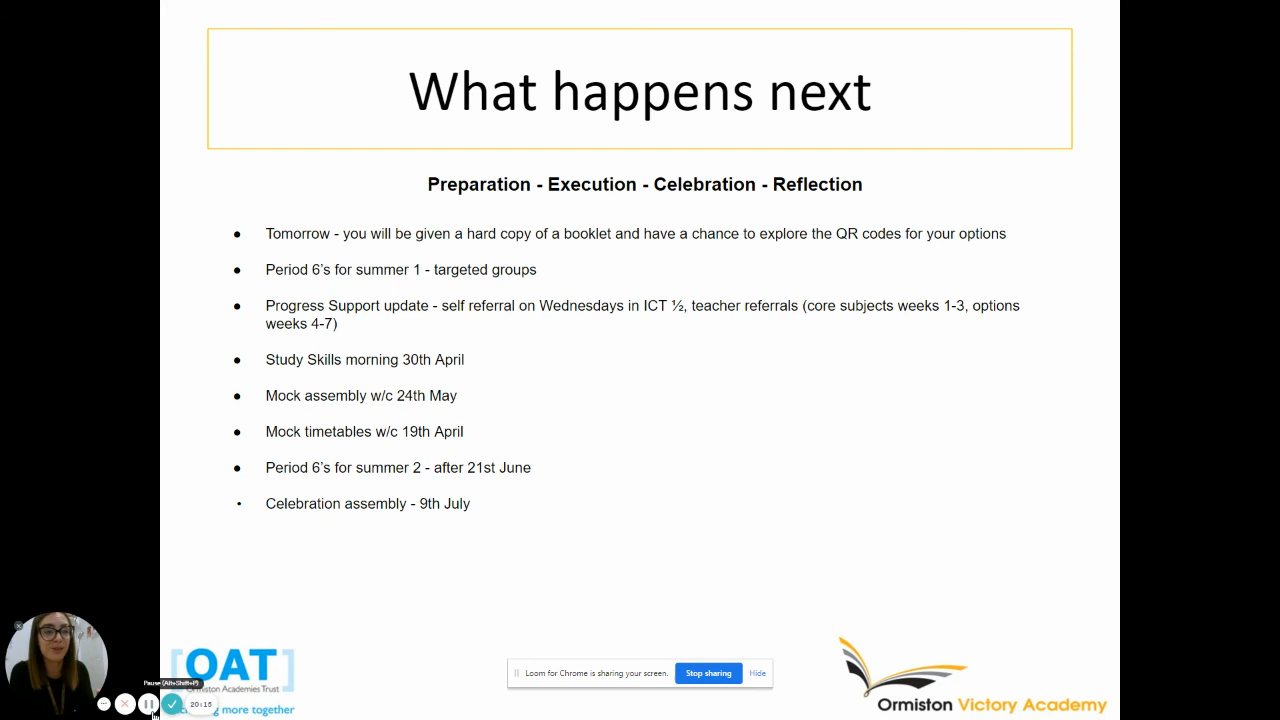 What happens next
Preparation - Execution - Celebration - Reflection
● Tomorrow - you will be given a hard copy of a booklet and have a chance to explore the QR codes for your options
● Period 6's for summer 1 - targeted groups
● Progress Support update - self referral on Wednesdays in ICT ½, teacher referrals (core subjects weeks 1-3, options
weeks 4-7)
● Study Skills morning 30th April
● Mock assembly w/c 24th May
● Mock timetables w/c 19th April
● Period 6's for summer 2 - after 21st June
• Celebration assembly - 9th July
[OAT]
Ormiston Academies Trust
more together
Pause (Alt+Shift+P)
20:15
Loom for Chrome is sharing your screen.
Stop sharing
Hide
Ormiston Victory Academy